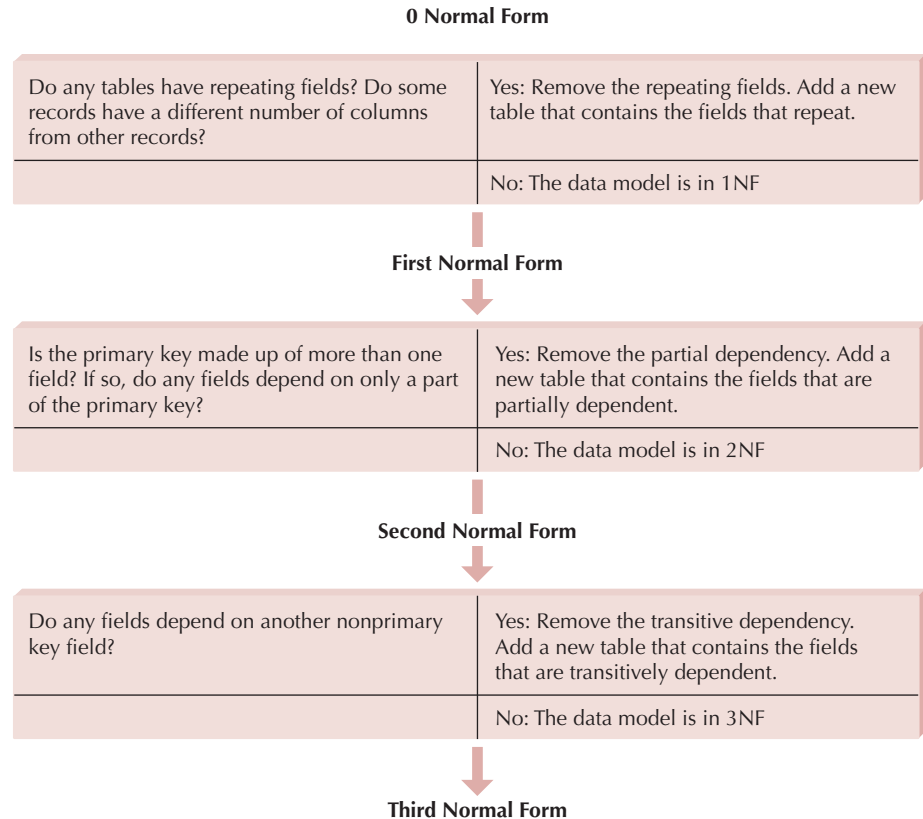 0 Normal Form
Do any tables have repeating fields? Do some
records have a different number of columns
from other records?
Yes: Remove the repeating fields. Add a new
table that contains the fields that repeat.
No: The data model is in 1NF
First Normal Form
Is the primary key made up of more than one
field? If so, do any fields depend on only a part
of the primary key?
Yes: Remove the partial dependency. Add a
new table that contains the fields that are
partially dependent.
No: The data model is in 2NF
Second Normal Form
Do any fields depend on another nonprimary
key field?
Yes: Remove the transitive dependency.
Add a new table that contains the fields
that are transitively dependent.
No: The data model is in 3NF
Third Normal Form